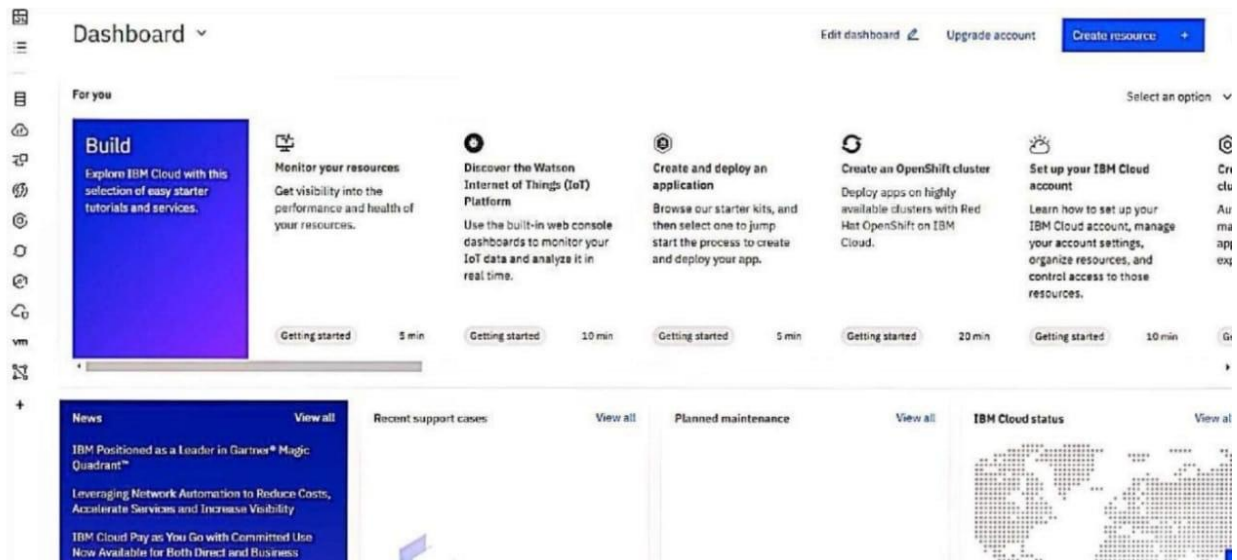 Dashboard
Edit dashboard
Upgrade account
Create resource +
For you
Select an option
Build
Explore IBM Cloud with this
selection of easy starter
tutorials and services.
Monitor your resources
Get visibility into the
performance and health of
your resources.
Getting started 5 min
Discover the Watson
Internet of Things (IoT)
Platform
Use the built-in web console
dashboards to monitor your
IoT data and analyze it in
real time.
Getting started 10 min
Create and deploy an
application
Browse our starter kits, and
then select one to jump
start the process to create
and deploy your app.
Getting started 5 min
Create an OpenShift cluster
Deploy apps on highly
available clusters with Red
Hat OpenShift on IBM
Cloud.
Getting started 20 min
Set up your IBM Cloud
account
Learn how to set up your
IBM Cloud account, manage
your account settings,
organize resources, and
control access to those
resources.
Getting started 10 min
vm
News View all
IBM Positioned as a Leader in Gartner® Magic
Quadrant™
Leveraging Network Automation to Reduce Costs,
Accelerate Services and Increase Visibility
IBM Cloud Pay as You Go with Committed Use
Now Available for Both Direct and Business
Recent support cases View all
Planned maintenance View all
IBM Cloud status View al